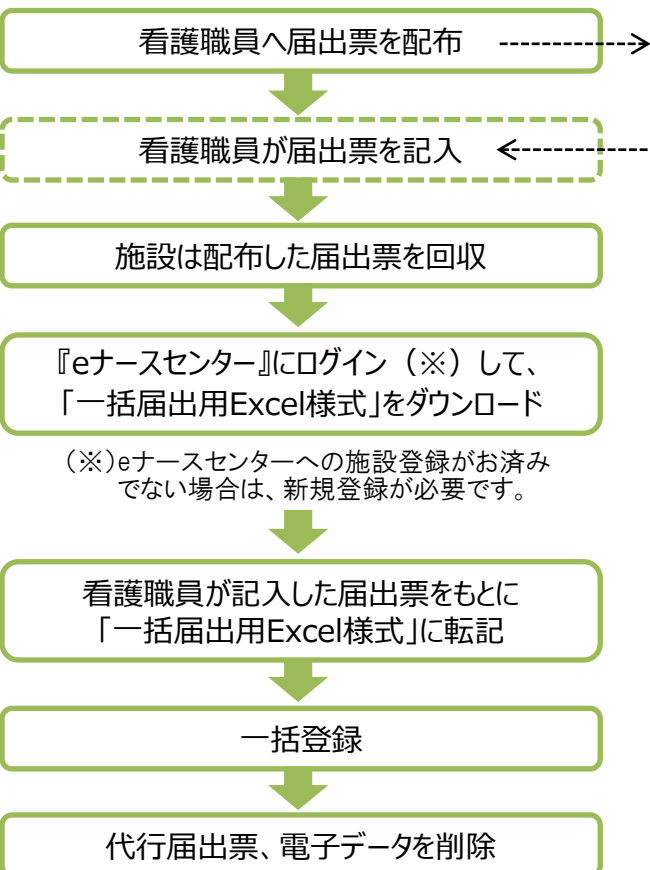 看護職員へ届出票を配布
看護職員が届出票を記入
施設は配布した届出票を回収
『eナースセンター』にログイン（※）して、
「一括届出用Excel様式」をダウンロード
（※）eナースセンターへの施設登録がお済み
でない場合は、新規登録が必要です。
看護職員が記入した届出票をもとに
「一括届出用Excel様式」に転記
一括登録
代行届出票、電子データを削除